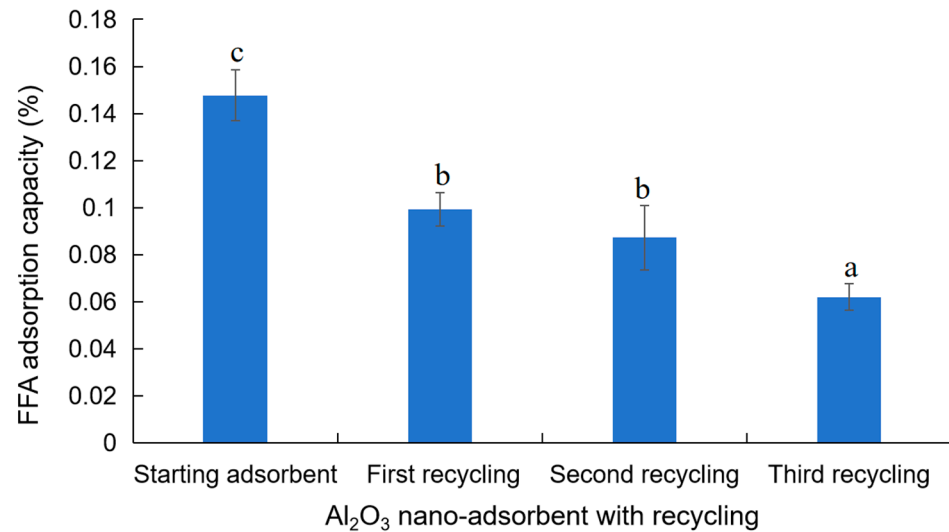 FFA adsorption capacity (%)
0.18
0.16
0.14
0.12
0.1
0.08
0.06
0.04
0.02
0
c
b
b
a
Starting adsorbent
First recycling
Second recycling
Third recycling
Al₂O₃ nano-adsorbent with recycling